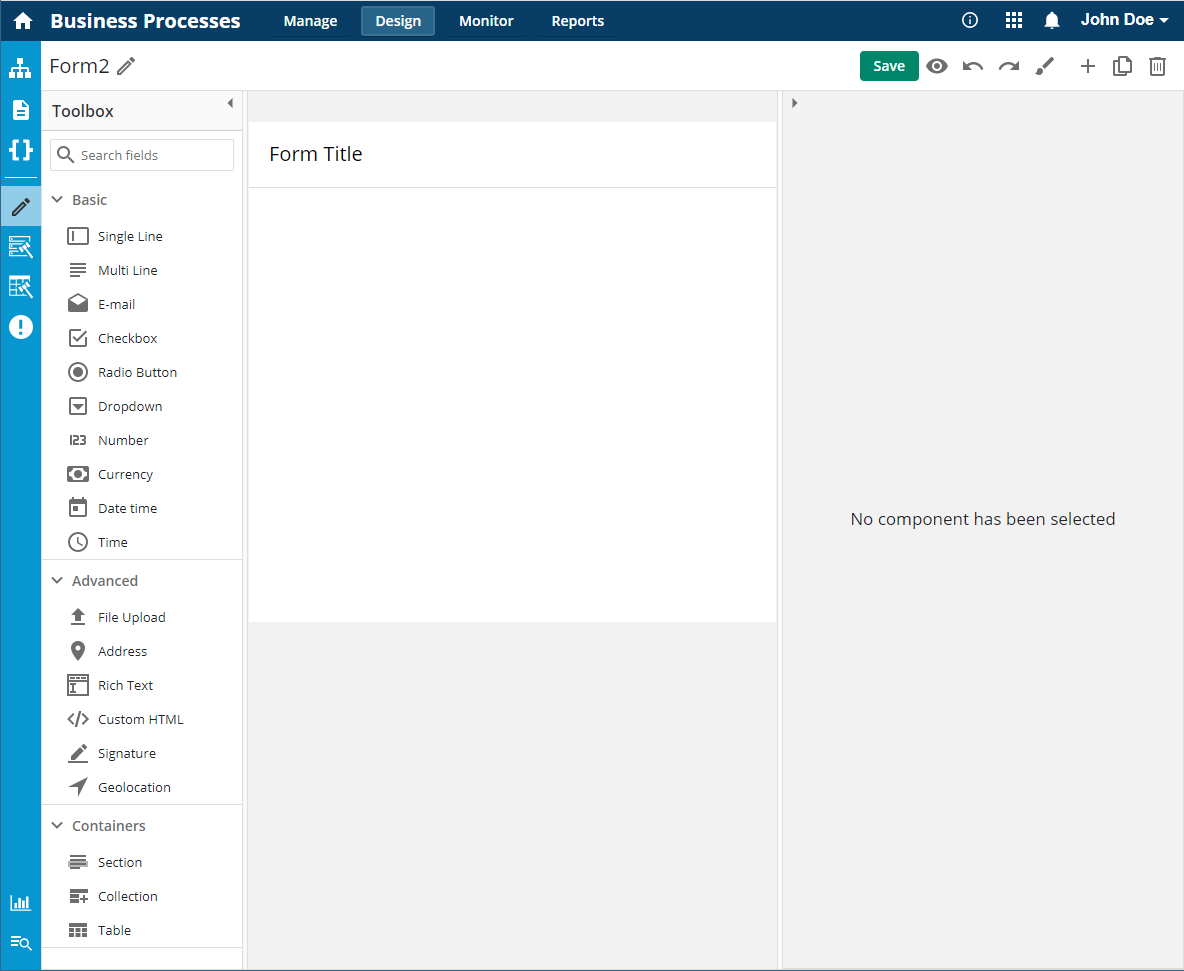 Business Processes Manage Design Monitor Reports John Doe
Form2 Save
Toolbox
Search fields
Form Title
Basic
Single Line
Multi Line
E-mail
Checkbox
Radio Button
Dropdown
123 Number
Currency
Date time
Time
No component has been selected
Advanced
File Upload
Address
Rich Text
Custom HTML
Signature
Geolocation
Containers
Section
Collection
Table